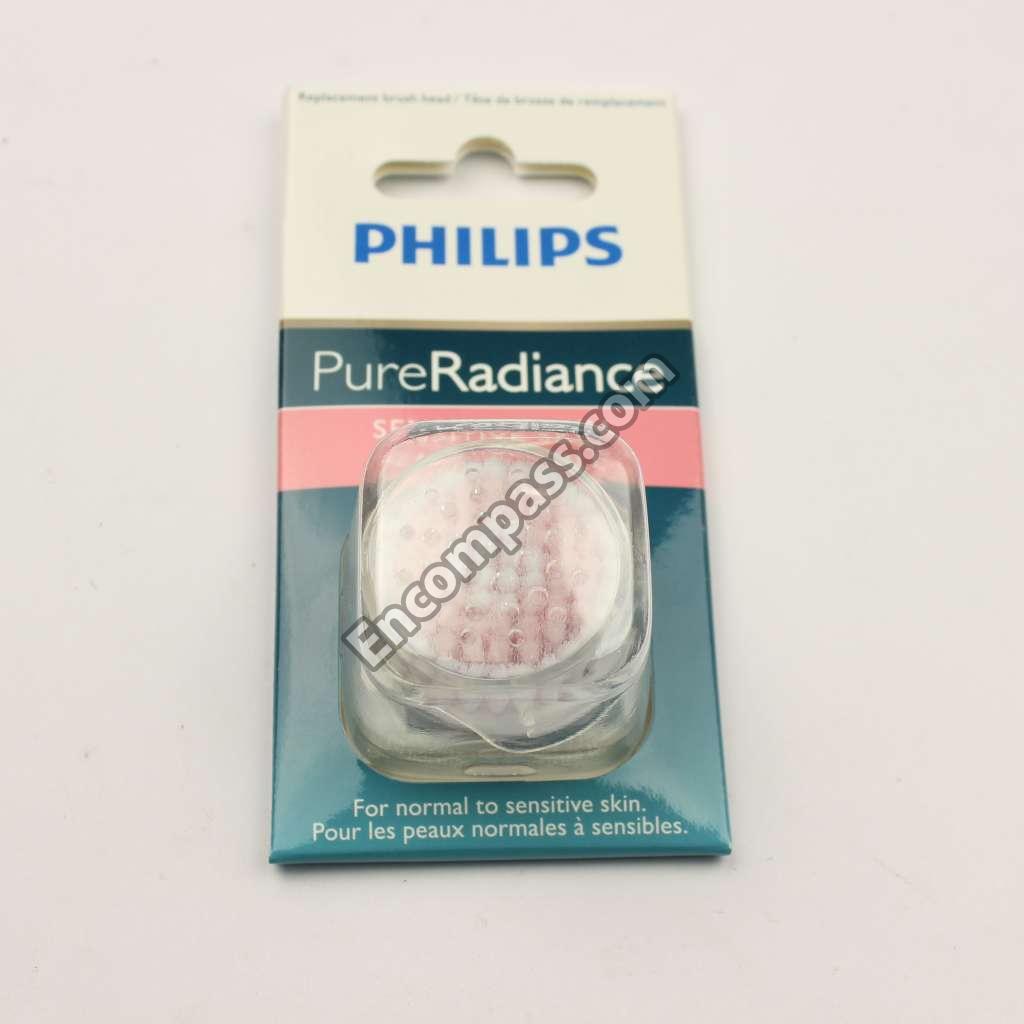 Replacement brush head / Tête de brosse de remplacement
PHILIPS
PureRadiance
For normal to sensitive skin.
Pour les peaux normales à sensibles.
Encompass.com